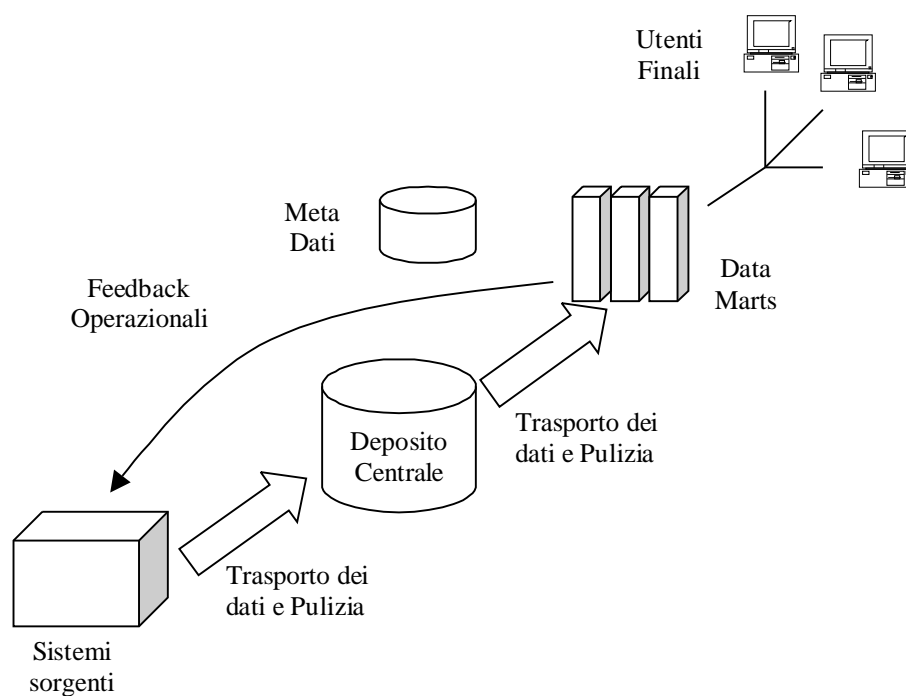 Utenti
Finali
Meta
Dati
Data
Marts
Feedback
Operazionali
Deposito
Centrale
Trasporto dei
dati e Pulizia
Trasporto dei
dati e Pulizia
Sistemi
sorgenti